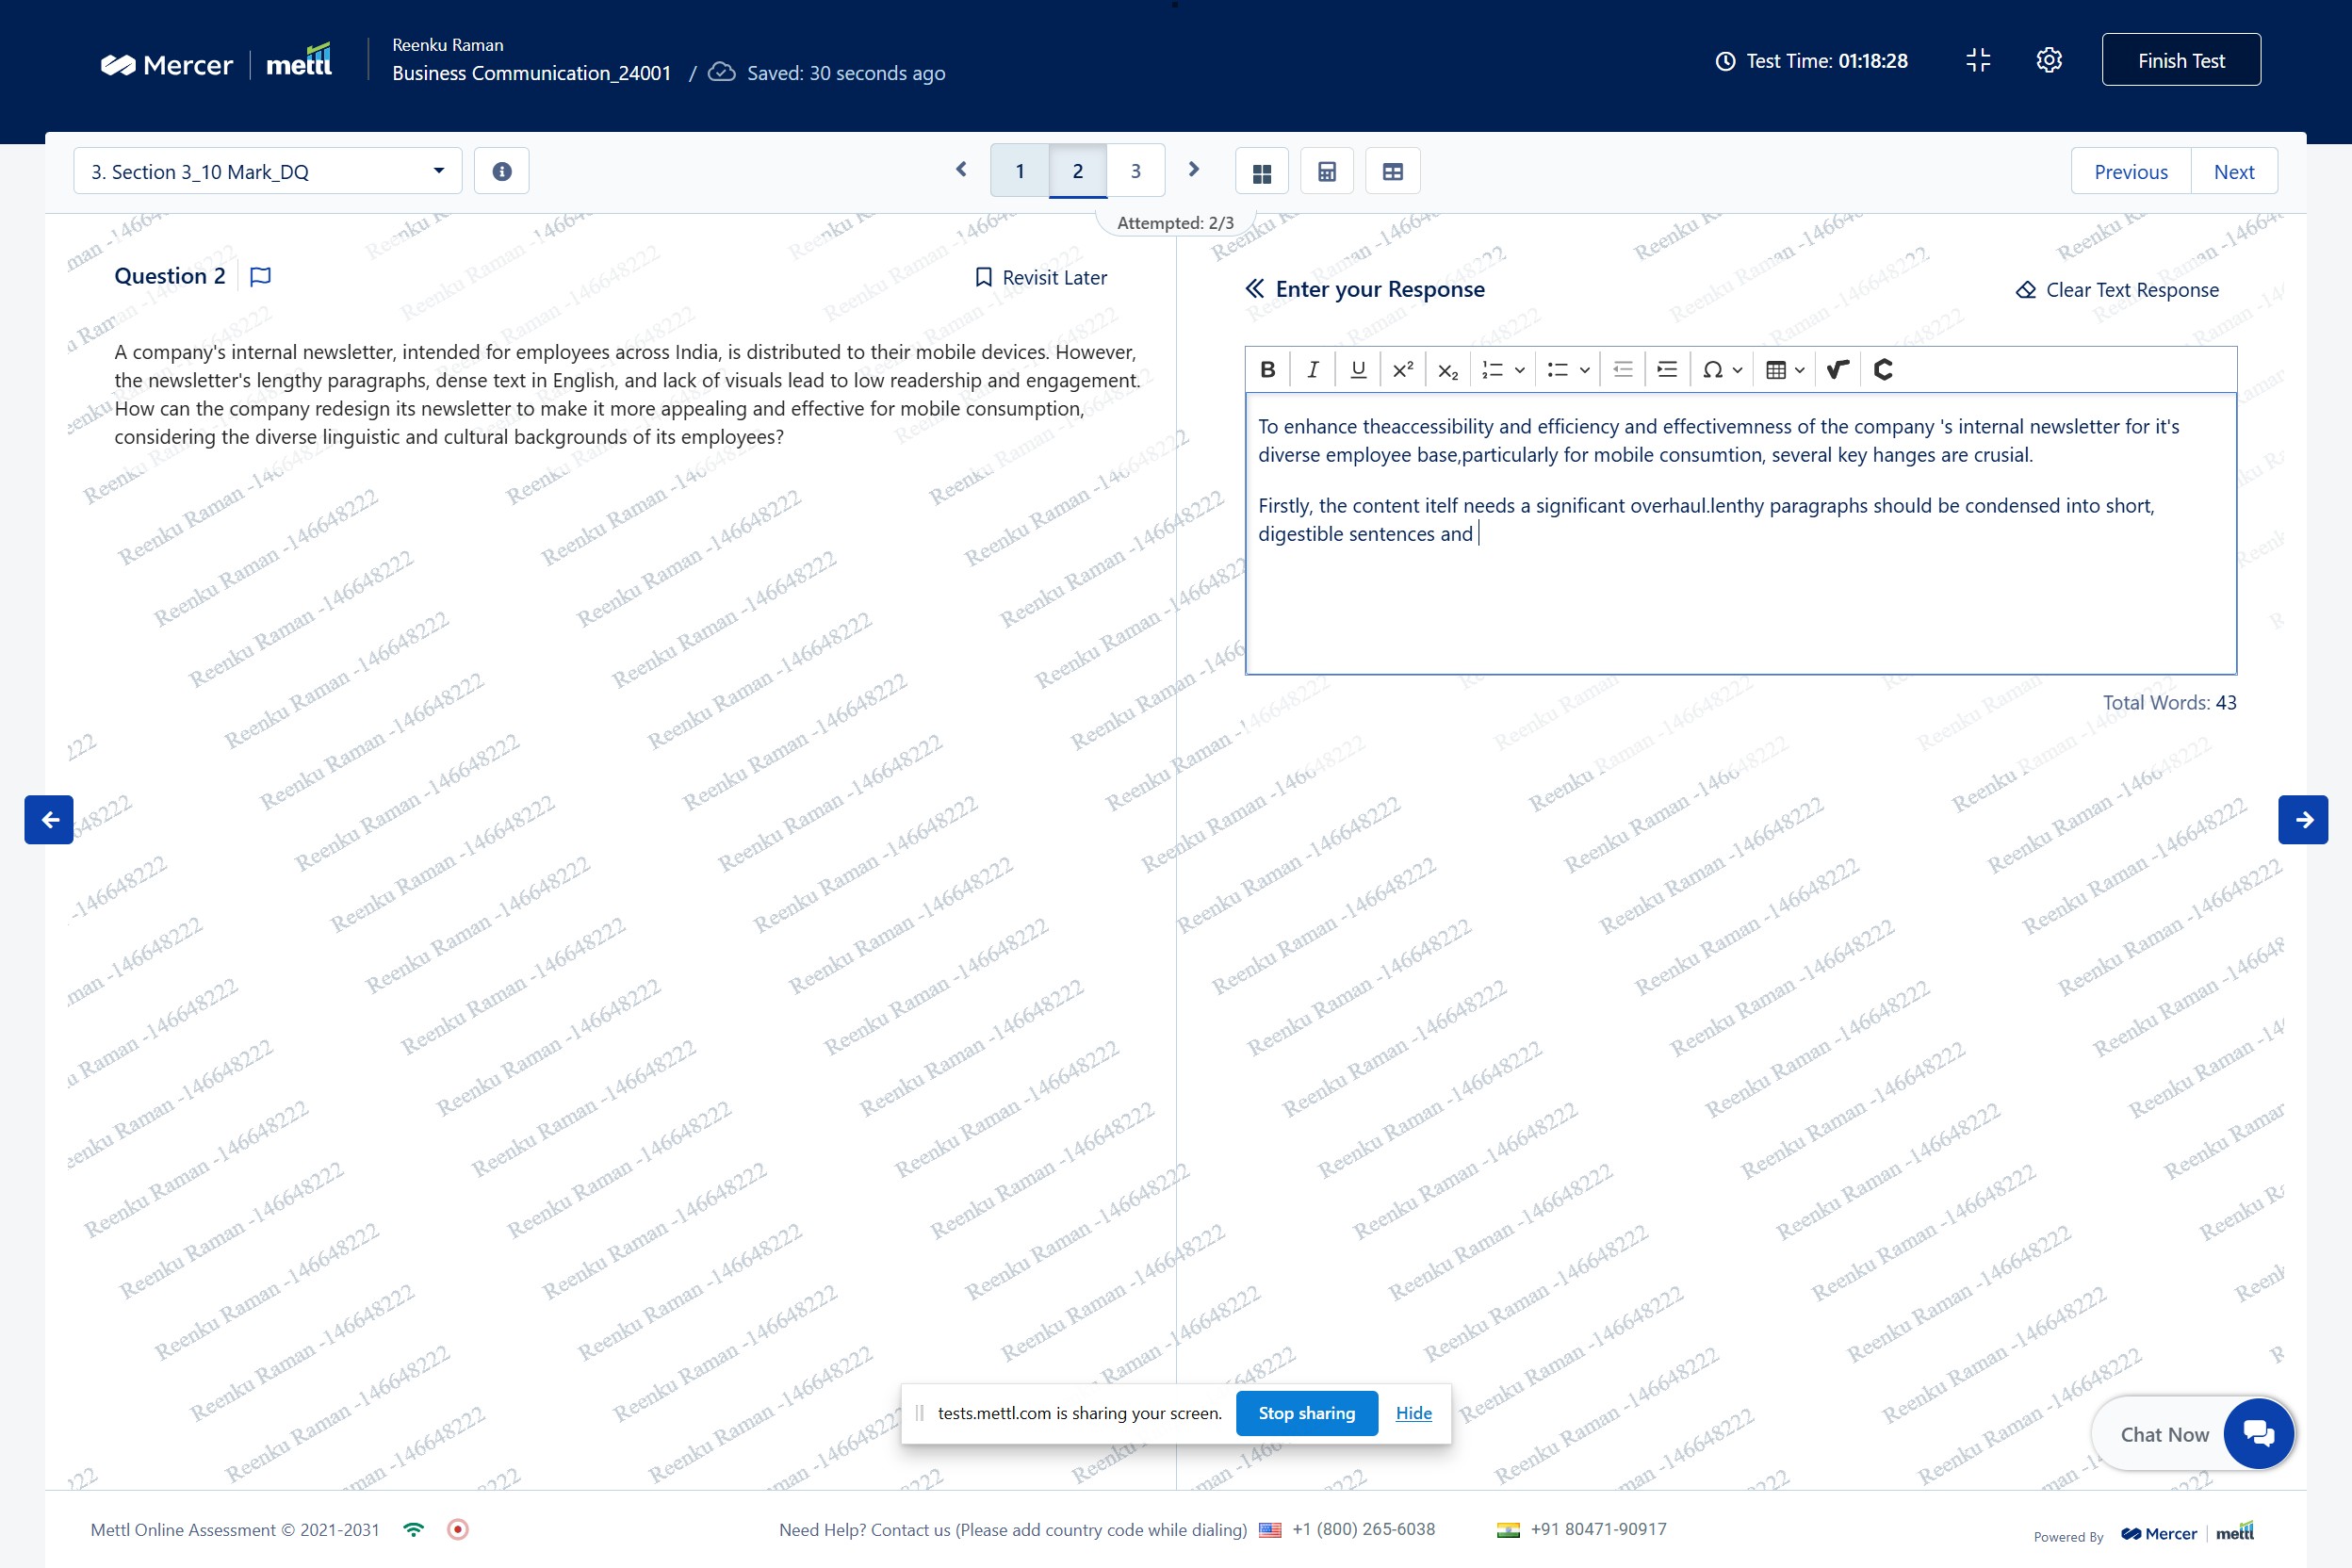 Mercer | mettl
Reenku Raman
Business Communication_24001 / Saved: 30 seconds ago
Test Time: 01:18:28
Finish Test
3. Section 3_10 Mark_DQ
1 2 3
Previous Next
Attempted: 2/3
Question 2
Revisit Later
A company's internal newsletter, intended for employees across India, is distributed to their mobile devices. However,
the newsletter's lengthy paragraphs, dense text in English, and lack of visuals lead to low readership and engagement.
How can the company redesign its newsletter to make it more appealing and effective for mobile consumption,
considering the diverse linguistic and cultural backgrounds of its employees?
Enter your Response
Clear Text Response
To enhance theaccessibility and efficiency and effectivemness of the company 's internal newsletter for it's
diverse employee base,particularly for mobile consumtion, several key hanges are crusial.
Firstly, the content itelf needs a significant overhaul.lenthy paragraphs should be condensed into short,
digestible sentences and
Total Words: 43
Reenku Raman -146648222
tests.mettl.com is sharing your screen. Stop sharing Hide
Chat Now
Mettl Online Assessment © 2021-2031
Need Help? Contact us (Please add country code while dialing) +1 (800) 265-6038 +91 80471-90917
Powered By Mercer | mettl